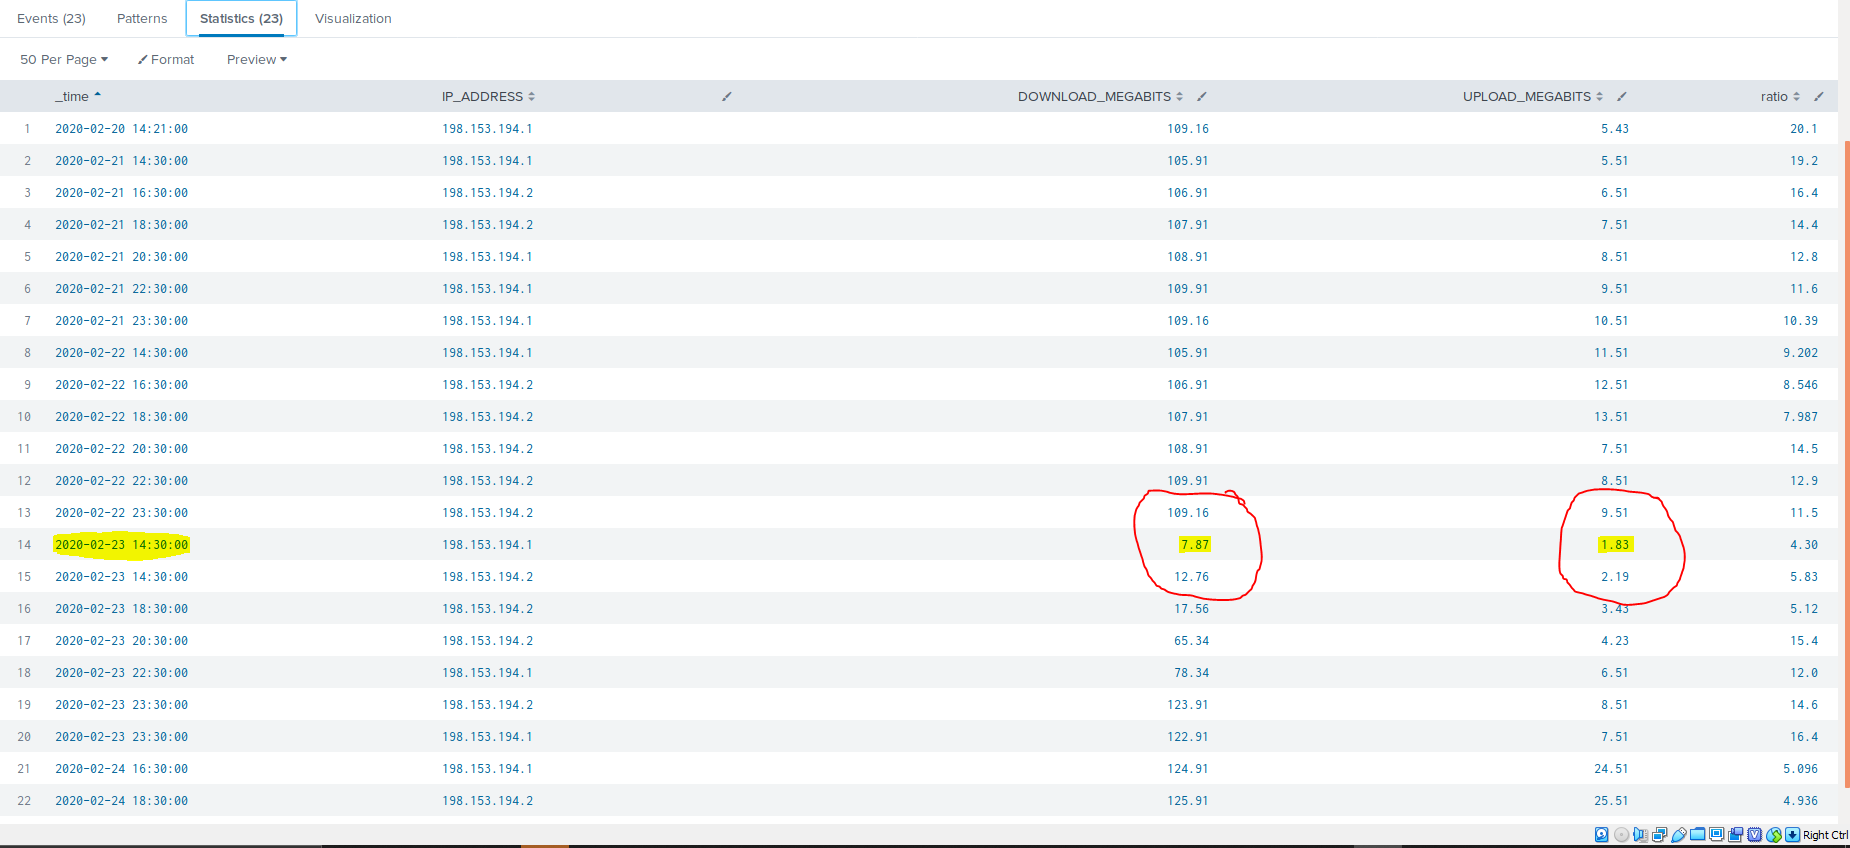 Events (23) Patterns Statistics (23) Visualization
50 Per Page Format Preview
_time IP_ADDRESS DOWNLOAD_MEGABITS UPLOAD_MEGABITS ratio
1 2020-02-20 14:21:00 198.153.194.1 109.16 5.43 20.1
2 2020-02-21 14:30:00 198.153.194.1 105.91 5.51 19.2
3 2020-02-21 16:30:00 198.153.194.2 106.91 6.51 16.4
4 2020-02-21 18:30:00 198.153.194.2 107.91 7.51 14.4
5 2020-02-21 20:30:00 198.153.194.1 108.91 8.51 12.8
6 2020-02-21 22:30:00 198.153.194.1 109.91 9.51 11.6
7 2020-02-21 23:30:00 198.153.194.1 109.16 10.51 10.39
8 2020-02-22 14:30:00 198.153.194.1 105.91 11.51 9.202
9 2020-02-22 16:30:00 198.153.194.2 106.91 12.51 8.546
10 2020-02-22 18:30:00 198.153.194.2 107.91 13.51 7.987
11 2020-02-22 20:30:00 198.153.194.2 108.91 7.51 14.5
12 2020-02-22 22:30:00 198.153.194.2 109.91 8.51 12.9
13 2020-02-22 23:30:00 198.153.194.2 109.16 9.51 11.5
14 2020-02-23 14:30:00 198.153.194.1 7.87 1.83 4.30
15 2020-02-23 14:30:00 198.153.194.2 12.76 2.19 5.83
16 2020-02-23 18:30:00 198.153.194.2 17.56 3.43 5.12
17 2020-02-23 20:30:00 198.153.194.2 65.34 4.23 15.4
18 2020-02-23 22:30:00 198.153.194.1 78.34 6.51 12.0
19 2020-02-23 23:30:00 198.153.194.2 123.91 8.51 14.6
20 2020-02-23 23:30:00 198.153.194.1 122.91 7.51 16.4
21 2020-02-24 16:30:00 198.153.194.1 124.91 24.51 5.096
22 2020-02-24 18:30:00 198.153.194.2 125.91 25.51 4.936
Right Ctrl